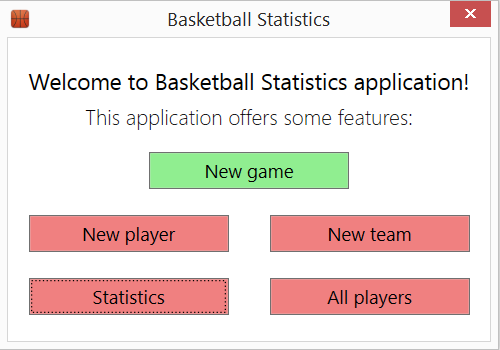 Basketball Statistics
Welcome to Basketball Statistics application!
This application offers some features:
New game
New player
New team
Statistics
All players